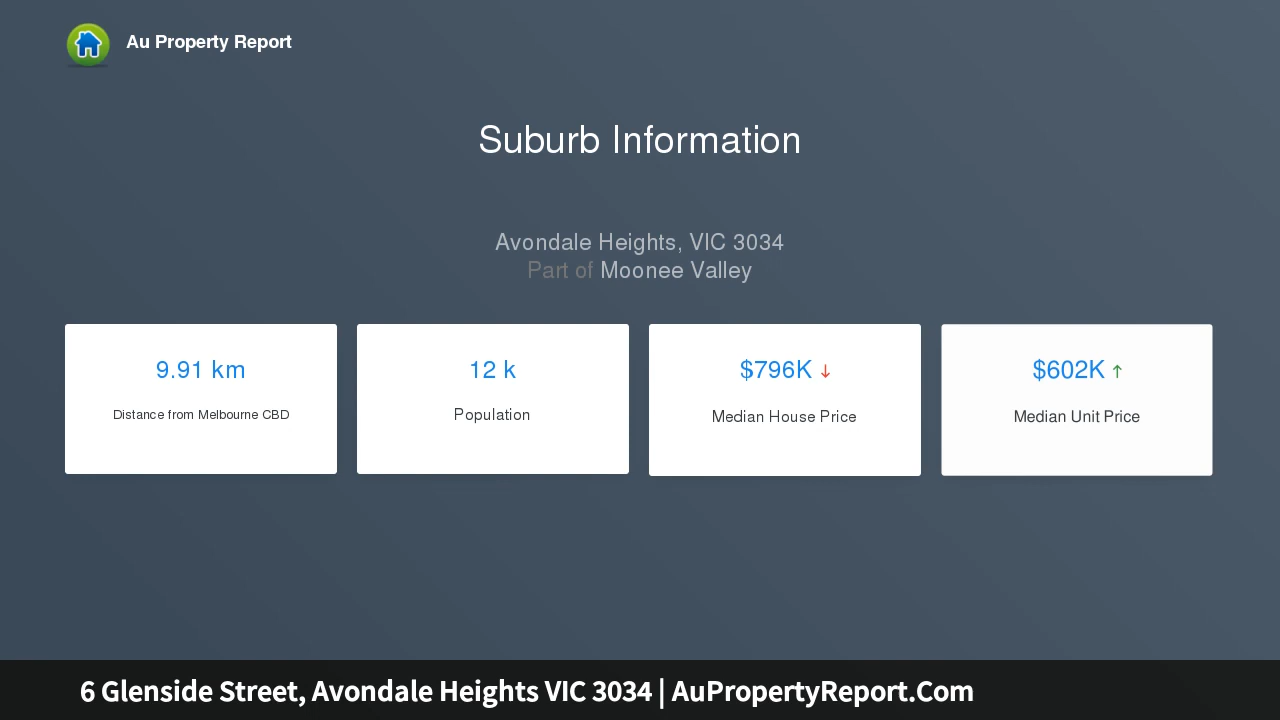 Au Property Report
Suburb Information
Avondale Heights, VIC 3034
Part of Moonee Valley
9.91 km
Distance from Melbourne CBD
12 k
Population
$796K ↓
Median House Price
$602K ↑
Median Unit Price
6 Glenside Street, Avondale Heights VIC 3034 | AuPropertyReport.Com